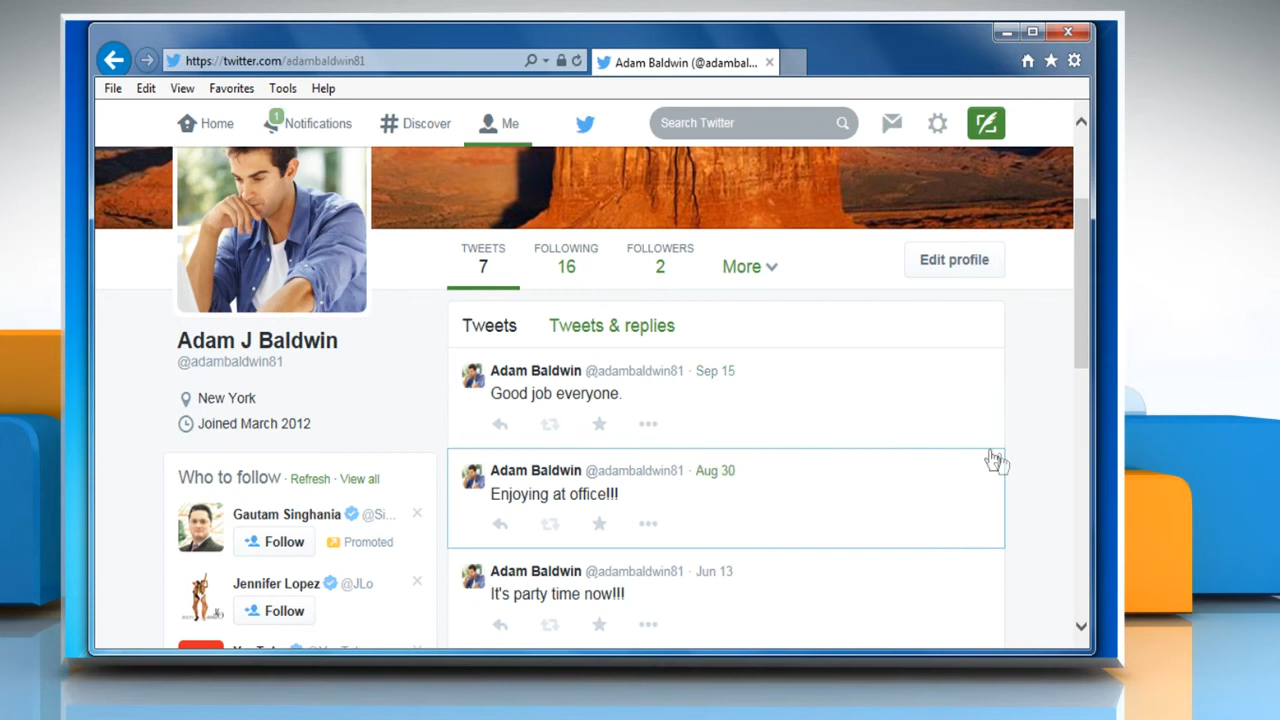 https://twitter.com/adambaldwin81
Adam Baldwin (@adambal...
File Edit View Favorites Tools Help
Home 1 Notifications Discover Me Search Twitter
TWEETS FOLLOWING FOLLOWERS
7 16 2 More Edit profile
Adam J Baldwin
@adambaldwin81
New York
Joined March 2012
Who to follow · Refresh · View all
Gautam Singhania @Si...
Follow Promoted
Jennifer Lopez @JLo
Follow
Tweets Tweets & replies
Adam Baldwin @adambaldwin81 · Sep 15
Good job everyone.
Adam Baldwin @adambaldwin81 · Aug 30
Enjoying at office!!!
Adam Baldwin @adambaldwin81 · Jun 13
It's party time now!!!